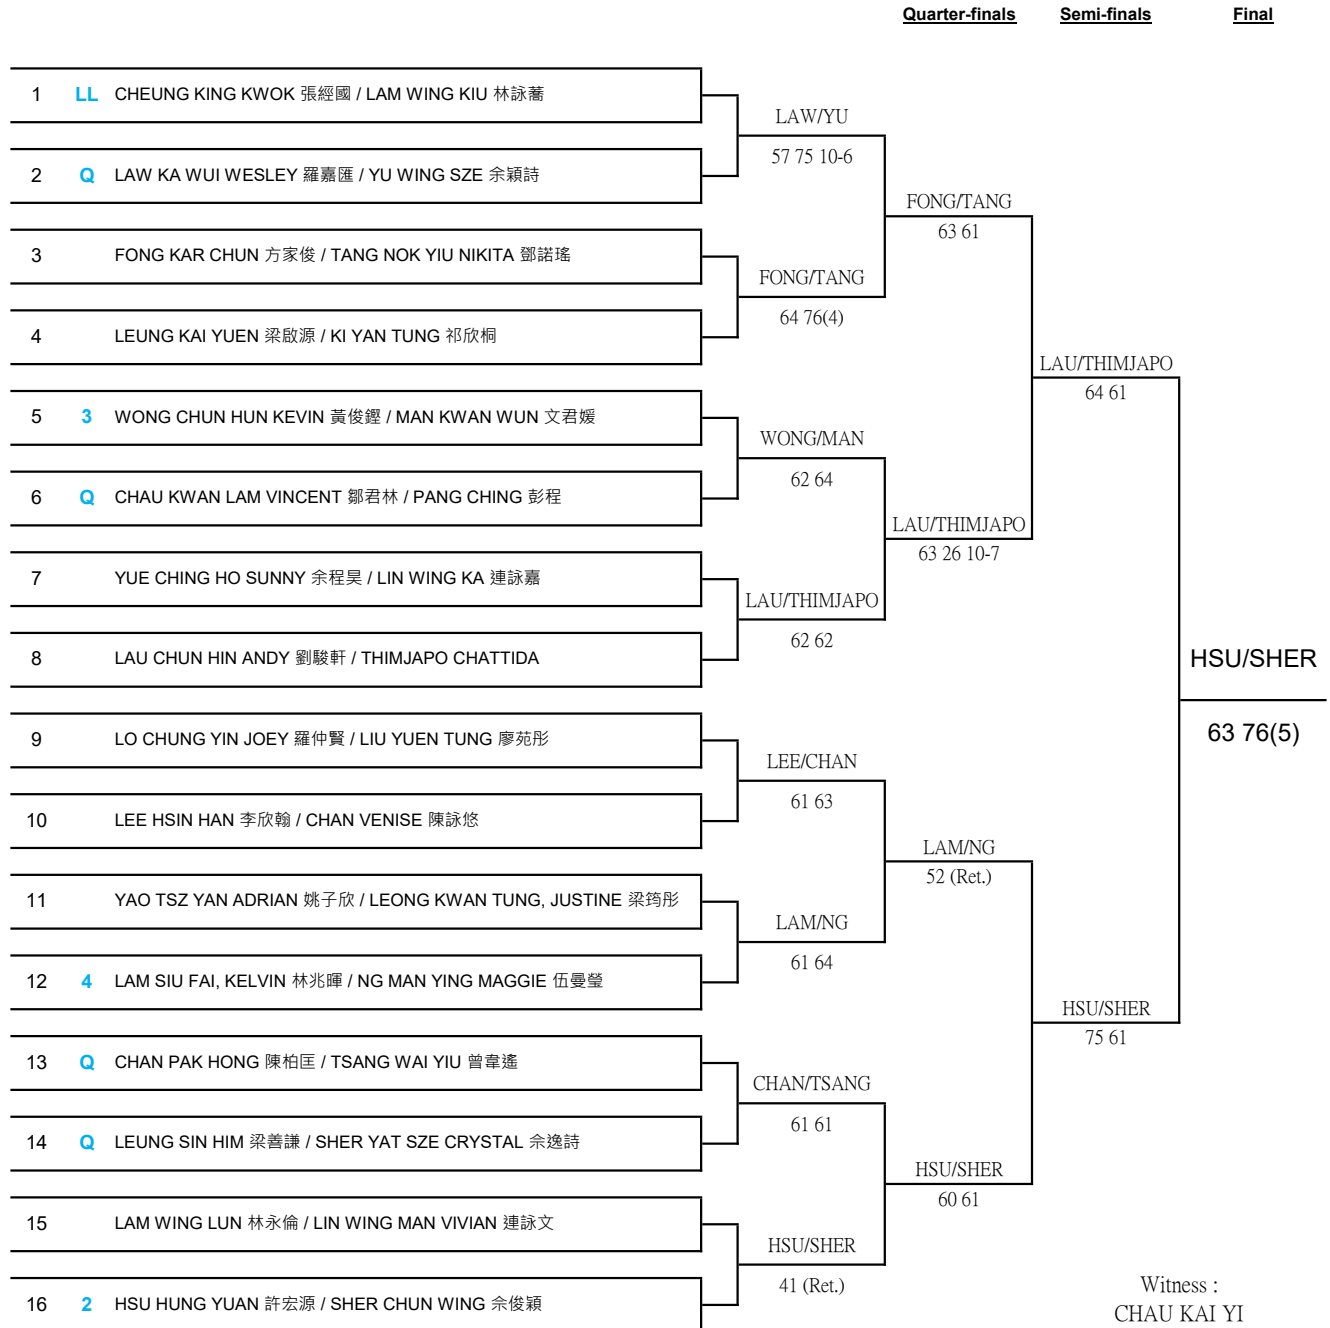 Quarter-finals Semi-finals Final
1 LL CHEUNG KING KWOK 張經國 / LAM WING KIU 林詠蕎
LAW/YU
57 75 10-6
2 Q LAW KA WUI WESLEY 羅嘉匯 / YU WING SZE 余穎詩
FONG/TANG
63 61
3 FONG KAR CHUN 方家俊 / TANG NOK YIU NIKITA 鄧諾瑤
FONG/TANG
64 76(4)
4 LEUNG KAI YUEN 梁啟源 / KI YAN TUNG 祁欣桐
LAU/THIMJAPO
64 61
5 3 WONG CHUN HUN KEVIN 黃俊鏗 / MAN KWAN WUN 文君媛
WONG/MAN
62 64
6 Q CHAU KWAN LAM VINCENT 鄒君林 / PANG CHING 彭程
LAU/THIMJAPO
63 26 10-7
7 YUE CHING HO SUNNY 余程昊 / LIN WING KA 連詠嘉
LAU/THIMJAPO
62 62
8 LAU CHUN HIN ANDY 劉駿軒 / THIMJAPO CHATTIDA
HSU/SHER
63 76(5)
9 LO CHUNG YIN JOEY 羅仲賢 / LIU YUEN TUNG 廖苑彤
LEE/CHAN
61 63
10 LEE HSIN HAN 李欣翰 / CHAN VENISE 陳詠悠
LAM/NG
52 (Ret.)
11 YAO TSZ YAN ADRIAN 姚子欣 / LEONG KWAN TUNG, JUSTINE 梁筠彤
LAM/NG
61 64
12 4 LAM SIU FAI, KELVIN 林兆暉 / NG MAN YING MAGGIE 伍曼瑩
HSU/SHER
75 61
13 Q CHAN PAK HONG 陳柏匡 / TSANG WAI YIU 曾韋遙
CHAN/TSANG
61 61
14 Q LEUNG SIN HIM 梁善謙 / SHER YAT SZE CRYSTAL 佘逸詩
HSU/SHER
60 61
15 LAM WING LUN 林永倫 / LIN WING MAN VIVIAN 連詠文
HSU/SHER
41 (Ret.)
16 2 HSU HUNG YUAN 許宏源 / SHER CHUN WING 佘俊穎
Witness :
CHAU KAI YI